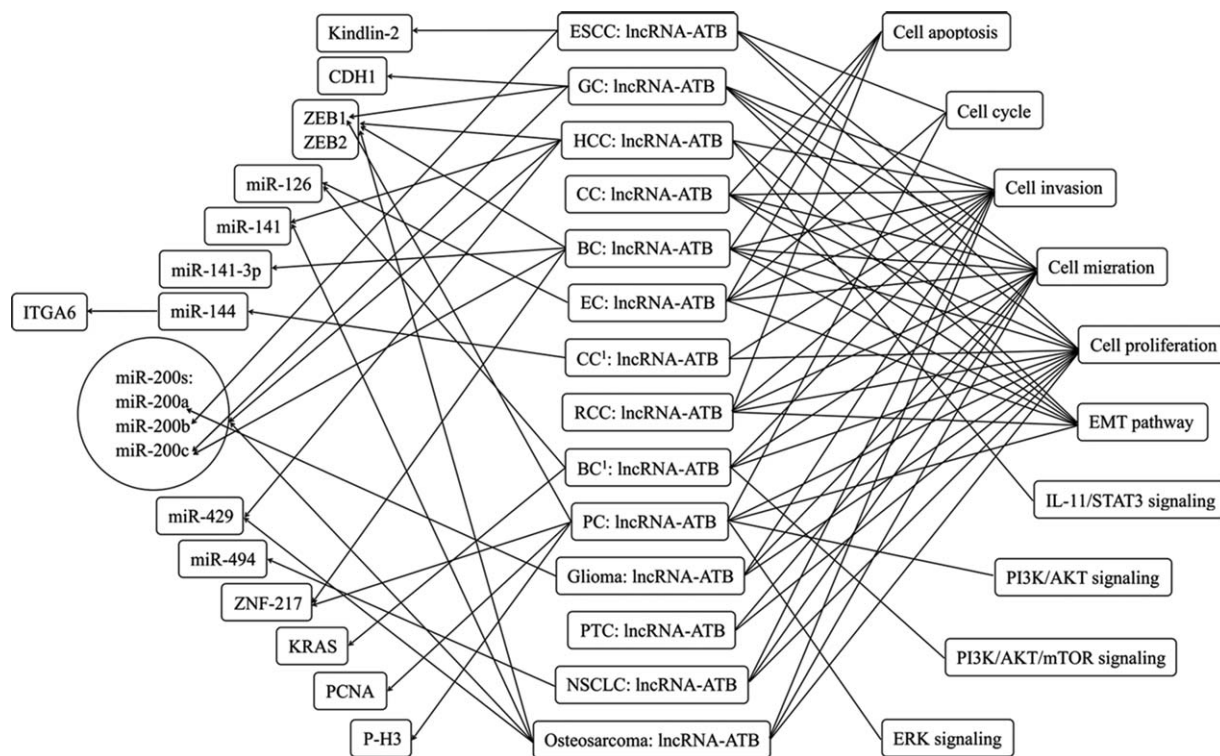 Kindlin-2
CDH1
ZEB1
ZEB2
miR-126
miR-141
miR-141-3p
ITGA6
miR-144
miR-200s:
miR-200a
miR-200b
miR-200c
miR-429
miR-494
ZNF-217
KRAS
PCNA
P-H3
ESCC: lncRNA-ATB
GC: lncRNA-ATB
HCC: lncRNA-ATB
CC: lncRNA-ATB
BC: lncRNA-ATB
EC: lncRNA-ATB
CC¹: lncRNA-ATB
RCC: lncRNA-ATB
BC¹: lncRNA-ATB
PC: lncRNA-ATB
Glioma: lncRNA-ATB
PTC: lncRNA-ATB
NSCLC: lncRNA-ATB
Osteosarcoma: lncRNA-ATB
Cell apoptosis
Cell cycle
Cell invasion
Cell migration
Cell proliferation
EMT pathway
IL-11/STAT3 signaling
PI3K/AKT signaling
PI3K/AKT/mTOR signaling
ERK signaling